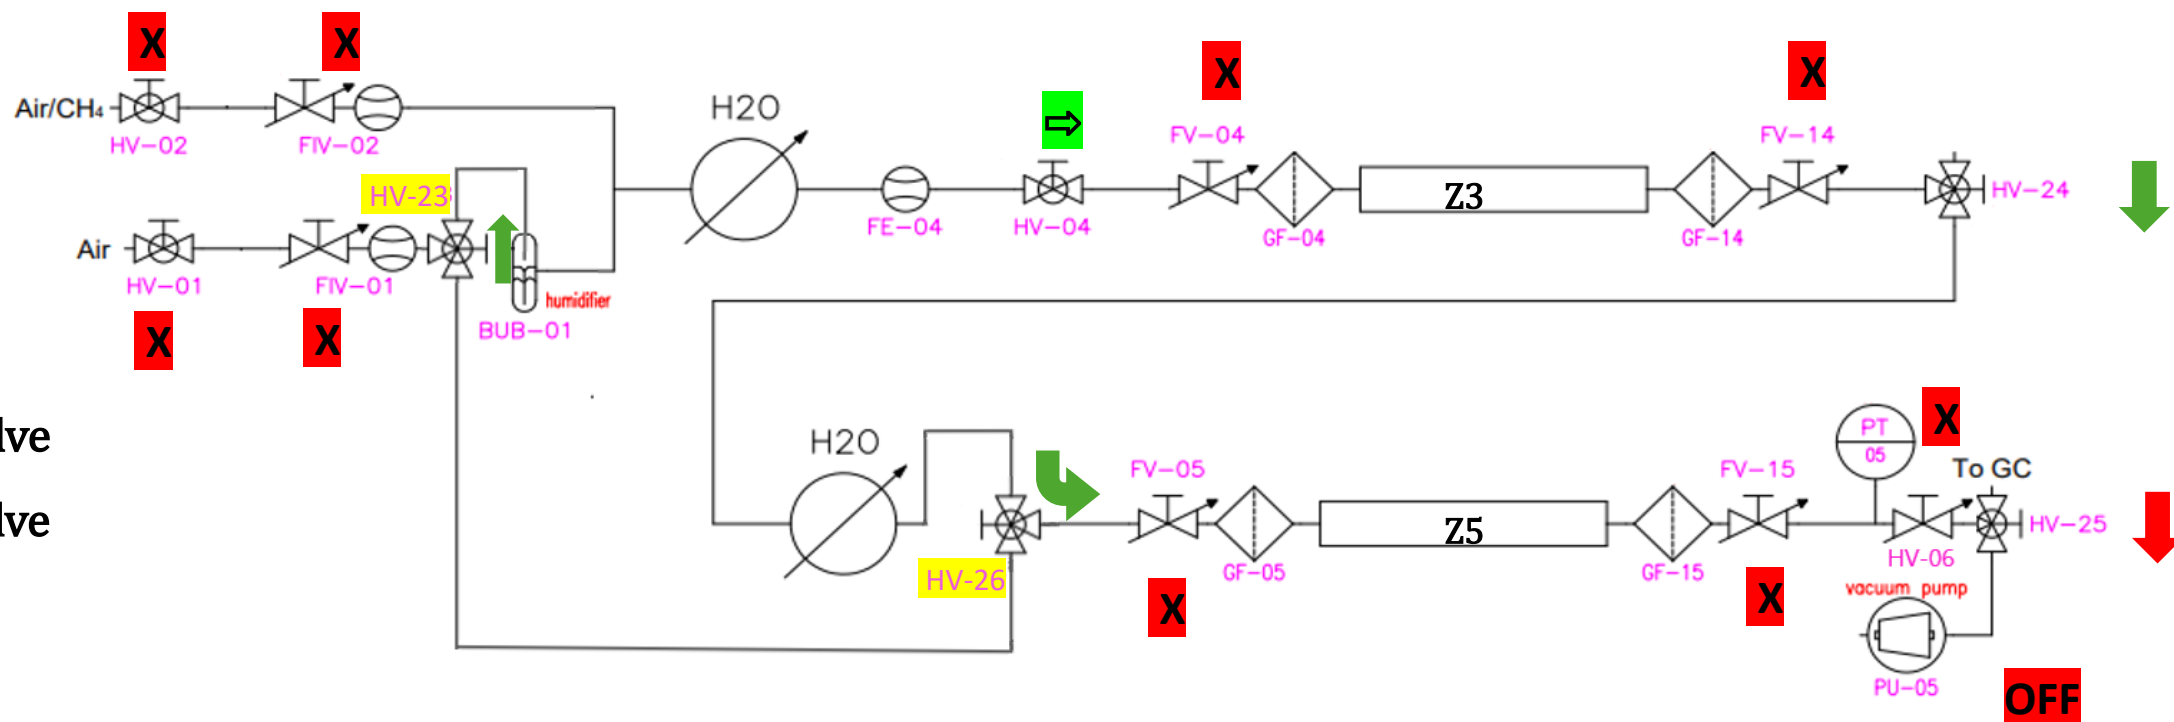 X X
X X
Air/CH4
HV-02 FIV-02
H2O
⇨
FV-04 FV-14
HV-23
FE-04 HV-04
Z3
GF-04 GF-14
HV-24
Air
HV-01 FIV-01
humidifier
BUB-01
X X
lve
lve
H2O
FV-05 FV-15
PT
05
X
To GC
HV-25
HV-26
GF-05
Z5
GF-15
HV-06
X X
vacuum pump
PU-05
OFF